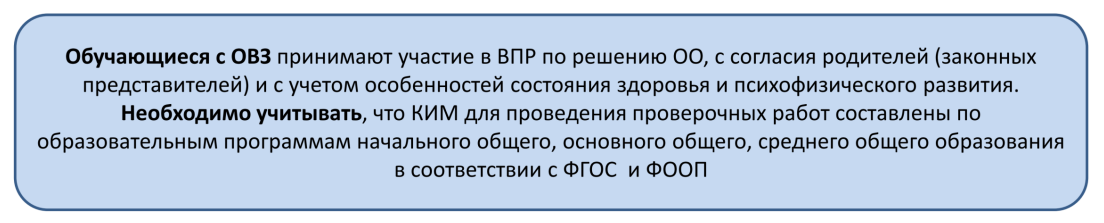 Обучающиеся с ОВЗ принимают участие в ВПР по решению ОО, с согласия родителей (законных
представителей) и с учетом особенностей состояния здоровья и психофизического развития.
Необходимо учитывать, что КИМ для проведения проверочных работ составлены по
образовательным программам начального общего, основного общего, среднего общего образования
в соответствии с ФГОС и ФООП